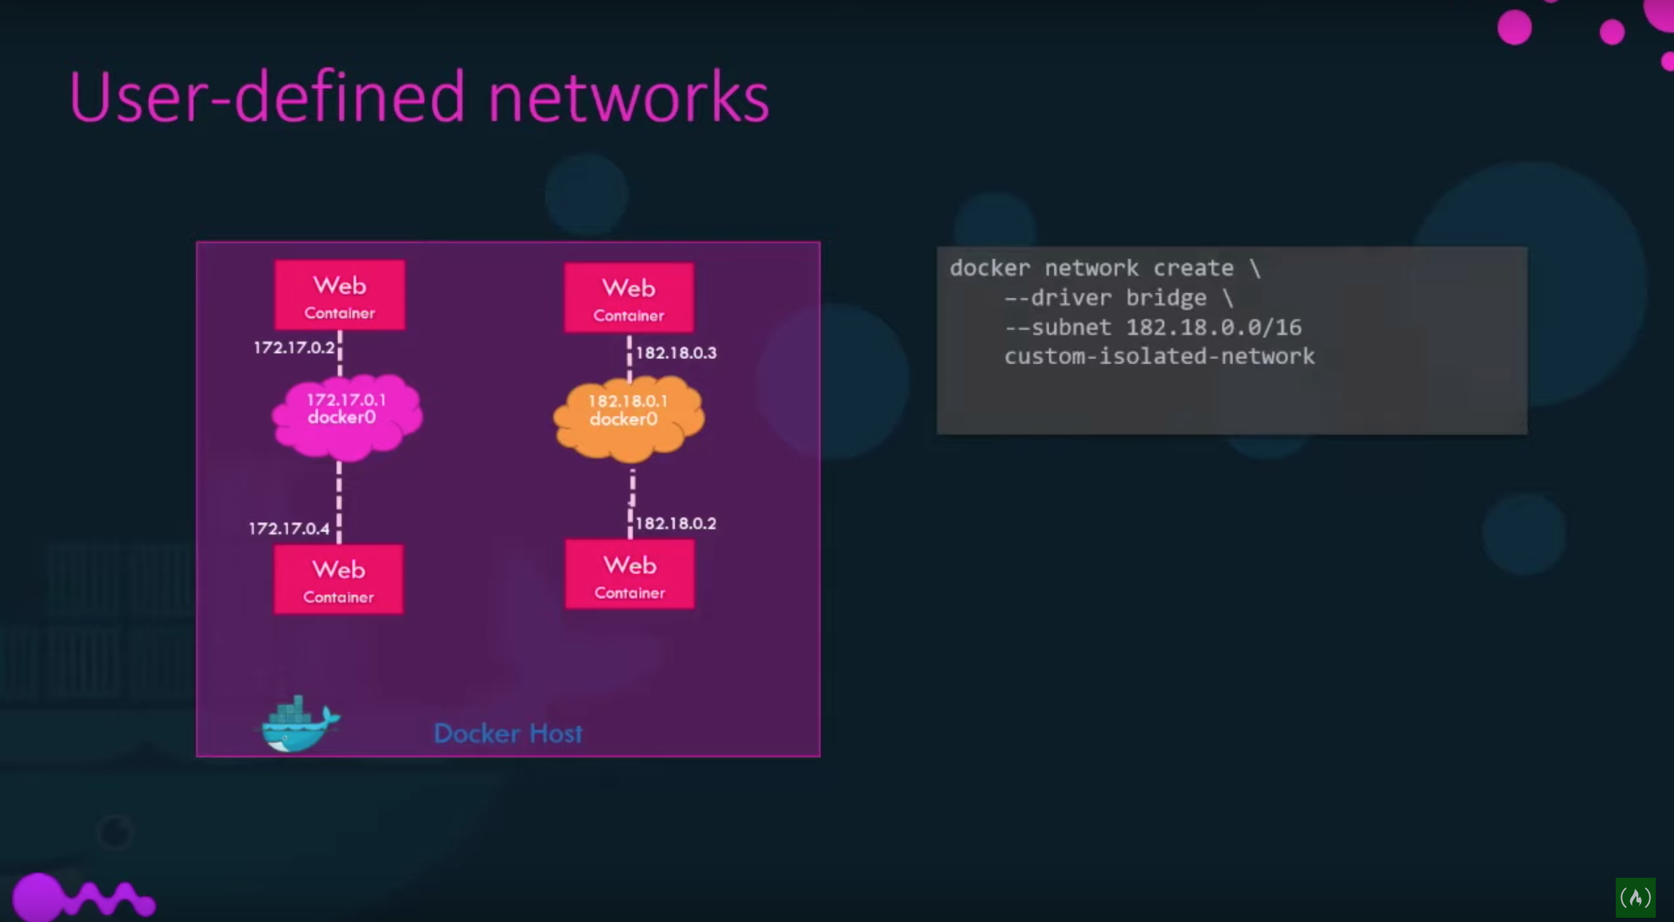 User-defined networks
Web
Container
172.17.0.2
172.17.0.1
docker0
172.17.0.4
Web
Container
Web
Container
182.18.0.3
182.18.0.1
docker0
182.18.0.2
Web
Container
Docker Host
docker network create \
--driver bridge \
--subnet 182.18.0.0/16
custom-isolated-network